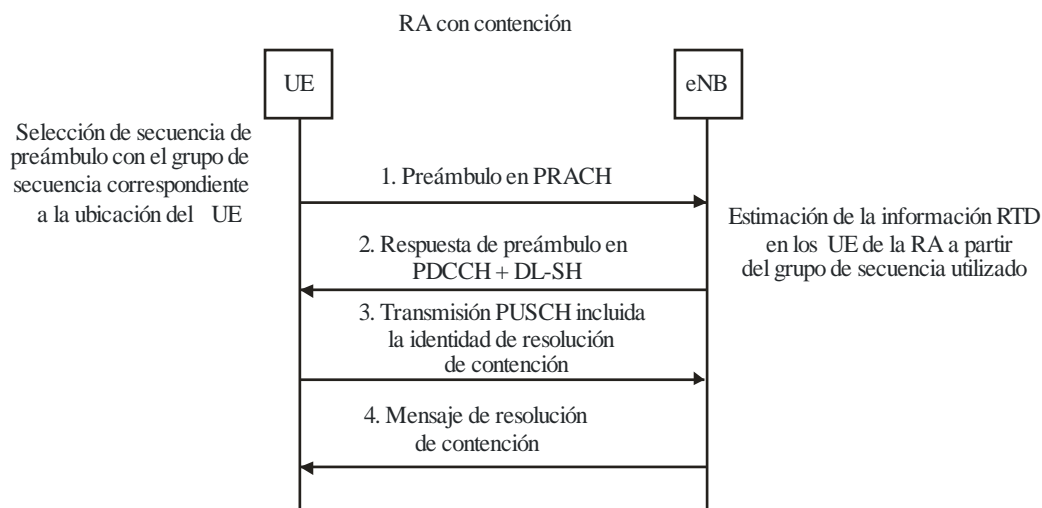 RA con contención
UE
eNB
Selección de secuencia de
preámbulo con el grupo de
secuencia correspondiente
a la ubicación del UE
1. Preámbulo en PRACH
Estimación de la información RTD
en los UE de la RA a partir
del grupo de secuencia utilizado
2. Respuesta de preámbulo en
PDCCH + DL-SH
3. Transmisión PUSCH incluida
la identidad de resolución
de contención
4. Mensaje de resolución
de contención